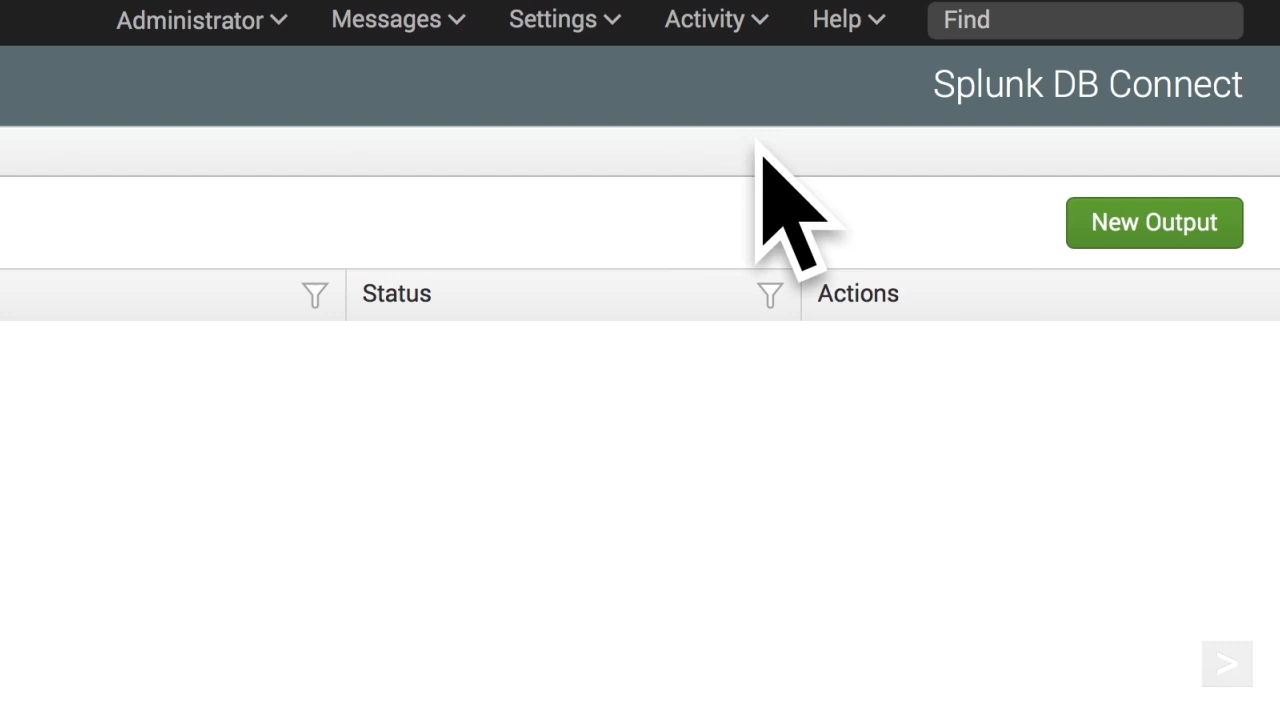 Administrator Messages Settings Activity Help Find
Splunk DB Connect
New Output
Status Actions
>